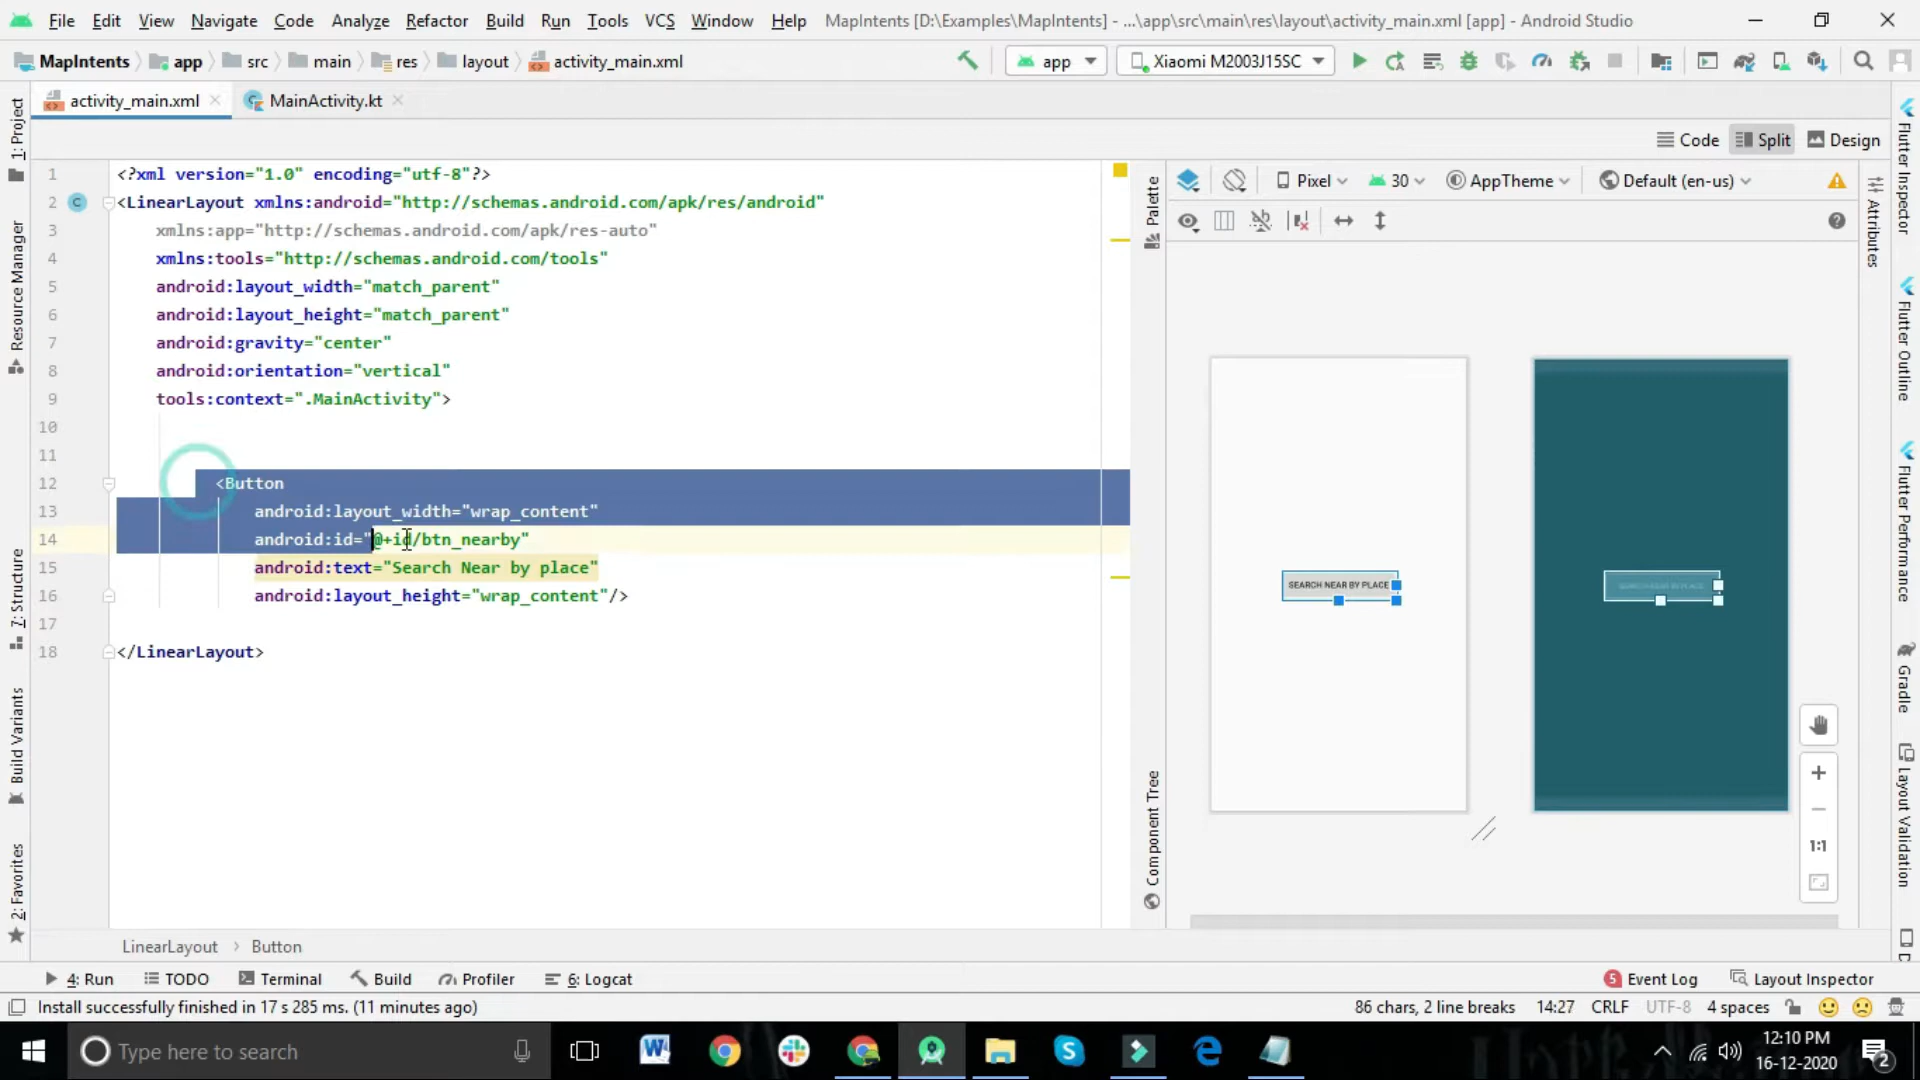 File Edit View Navigate Code Analyze Refactor Build Run Tools VCS Window Help MapIntents [D:\Examples\MapIntents] - ...\app\src\main\res\layout\activity_main.xml [app] - Android Studio
MapIntents app src main res layout activity_main.xml app Xiaomi M2003J15SC
activity_main.xml MainActivity.kt
Code Split Design
1 <?xml version="1.0" encoding="utf-8"?>
2 <LinearLayout xmlns:android="http://schemas.android.com/apk/res/android"
3 xmlns:app="http://schemas.android.com/apk/res-auto"
4 xmlns:tools="http://schemas.android.com/tools"
5 android:layout_width="match_parent"
6 android:layout_height="match_parent"
7 android:gravity="center"
8 android:orientation="vertical"
9 tools:context=".MainActivity">
10
11
12 <Button
13 android:layout_width="wrap_content"
14 android:id="@+id/btn_nearby"
15 android:text="Search Near by place"
16 android:layout_height="wrap_content"/>
17
18 </LinearLayout>
LinearLayout > Button
1: Project
Resource Manager
7: Structure
Build Variants
2: Favorites
Palette
Component Tree
Pixel 30 AppTheme Default (en-us)
SEARCH NEAR BY PLACE
SEARCH NEAR BY PLACE
1:1
Attributes
Flutter Inspector
Flutter Outline
Flutter Performance
Gradle
Layout Validation
4: Run TODO Terminal Build Profiler 6: Logcat 5 Event Log Layout Inspector
Install successfully finished in 17 s 285 ms. (11 minutes ago) 86 chars, 2 line breaks 14:27 CRLF UTF-8 4 spaces
Type here to search
12:10 PM
16-12-2020
2